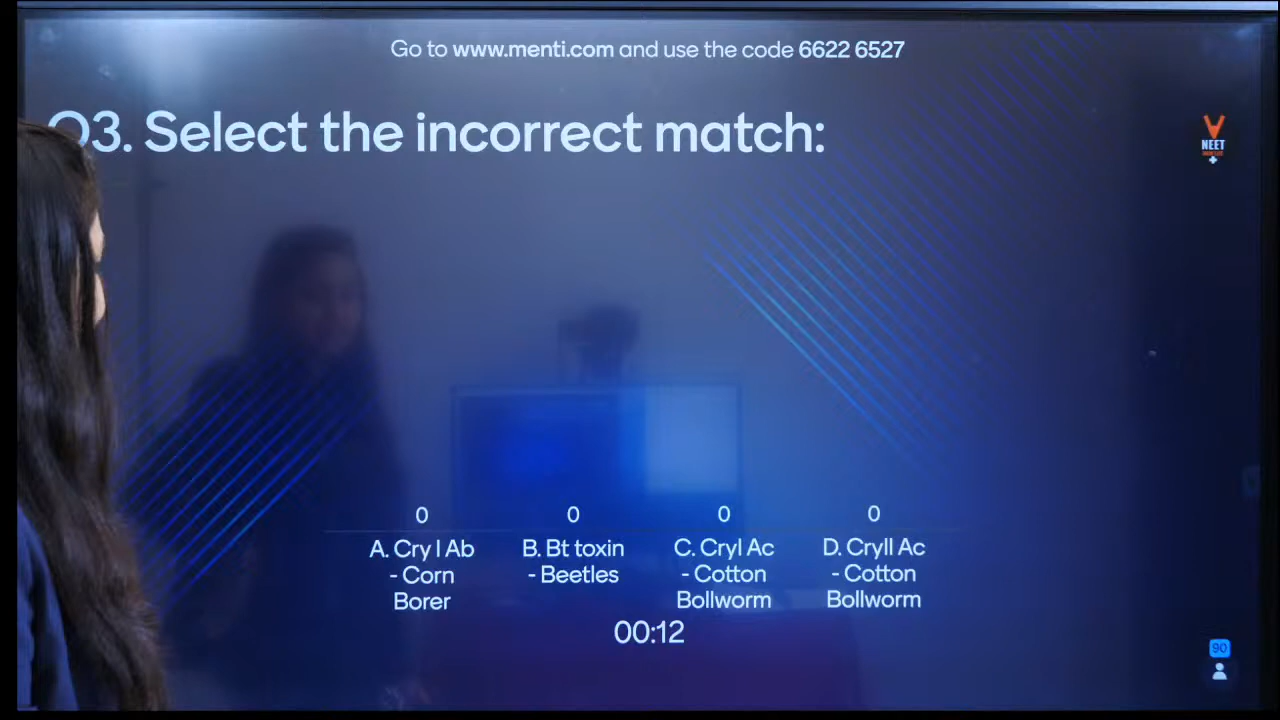 Go to www.menti.com and use the code 6622 6527
Q3. Select the incorrect match:
NEET
0
0
0
0
A. Cry I Ab
- Corn
Borer
B. Bt toxin
- Beetles
C. CryI Ac
- Cotton
Bollworm
D. CryII Ac
- Cotton
Bollworm
00:12
90